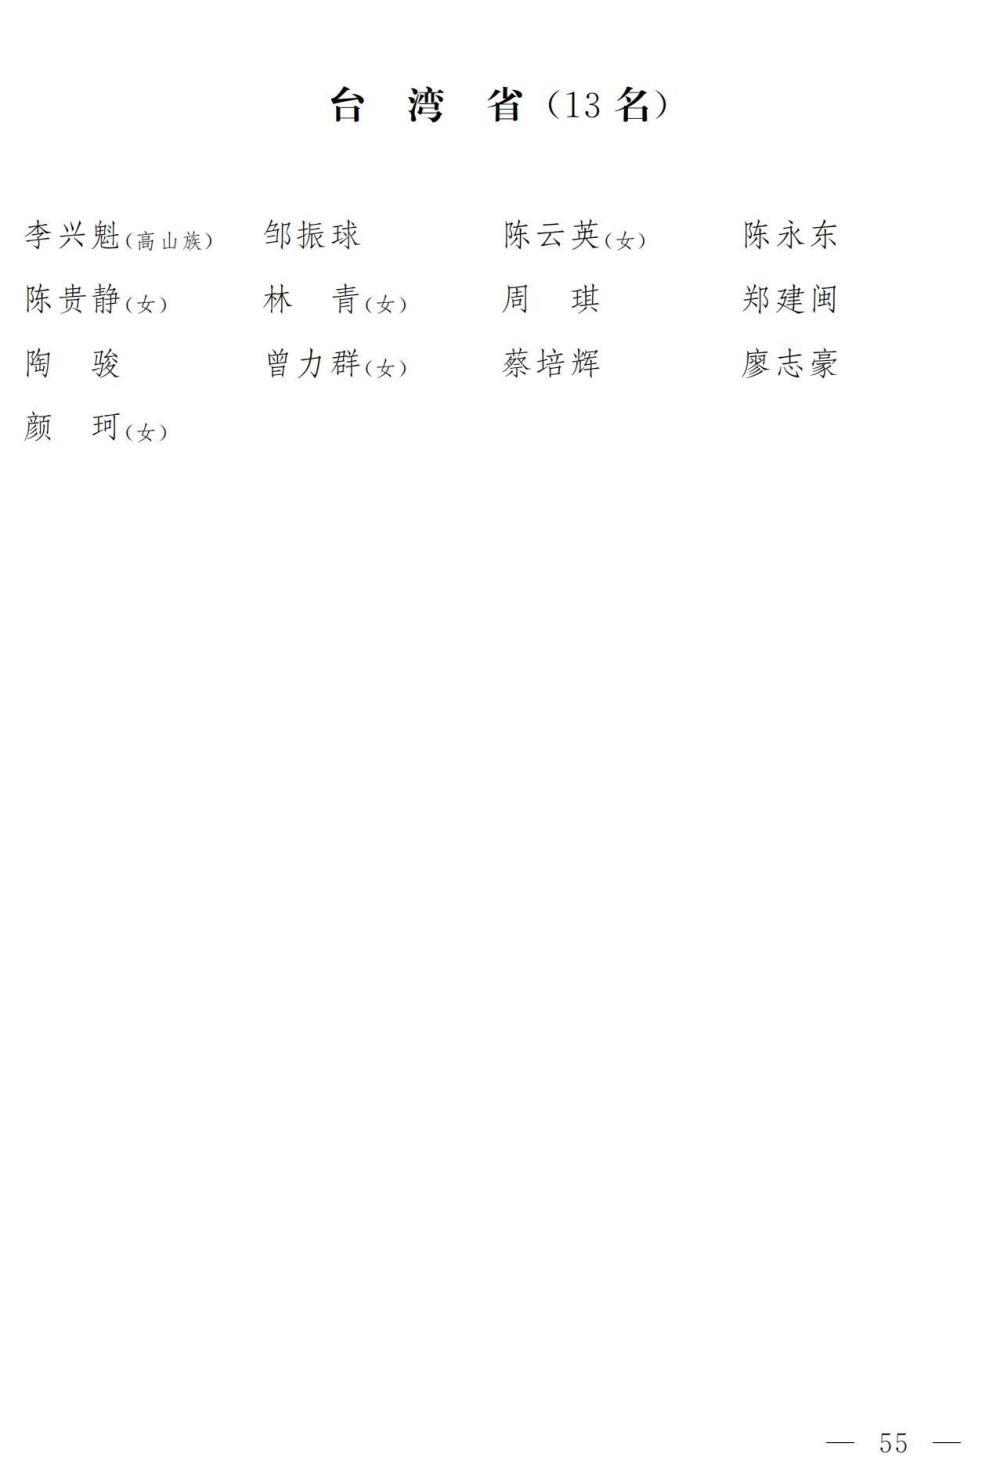 台　湾　省（13 名）
李兴魁（高山族） 邹振球 陈云英（女） 陈永东
陈贵静（女） 林　青（女） 周　琪 郑建闽
陶　骏 曾力群（女） 蔡培辉 廖志豪
颜　珂（女）
— 55 —